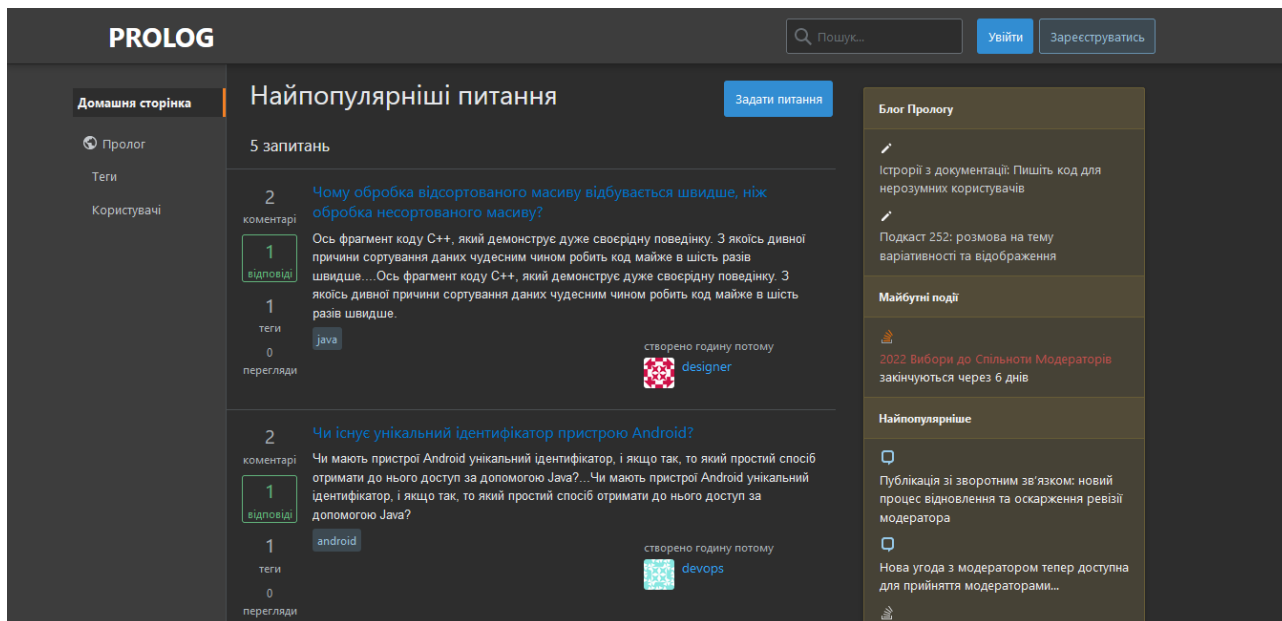 PROLOG
Пошук...
Увійти
Зареєструватись
Домашня сторінка
Пролог
Теги
Користувачі
Найпопулярніші питання
Задати питання
5 запитань
2
коментарі
1
відповіді
1
теги
0
перегляди
Чому обробка відсортованого масиву відбувається швидше, ніж
обробка несортованого масиву?
Ось фрагмент коду C++, який демонструє дуже своєрідну поведінку. З якоїсь дивної
причини сортування даних чудесним чином робить код майже в шість разів
швидше....Ось фрагмент коду C++, який демонструє дуже своєрідну поведінку. З
якоїсь дивної причини сортування даних чудесним чином робить код майже в шість
разів швидше.
java
створено годину потому
designer
2
коментарі
1
відповіді
1
теги
0
перегляди
Чи існує унікальний ідентифікатор пристрою Android?
Чи мають пристрої Android унікальний ідентифікатор, і якщо так, то який простий спосіб
отримати до нього доступ за допомогою Java?...Чи мають пристрої Android унікальний
ідентифікатор, і якщо так, то який простий спосіб отримати до нього доступ за
допомогою Java?
android
створено годину потому
devops
Блог Прологу
Істрорії з документації: Пишіть код для
нерозумних користувачів
Подкаст 252: розмова на тему
варіативності та відображення
Майбутні події
2022 Вибори до Спільноти Модераторів
закінчуються через 6 днів
Найпопулярніше
Публікація зі зворотним зв'язком: новий
процес відновлення та оскарження ревізії
модератора
Нова угода з модератором тепер доступна
для прийняття модераторами...